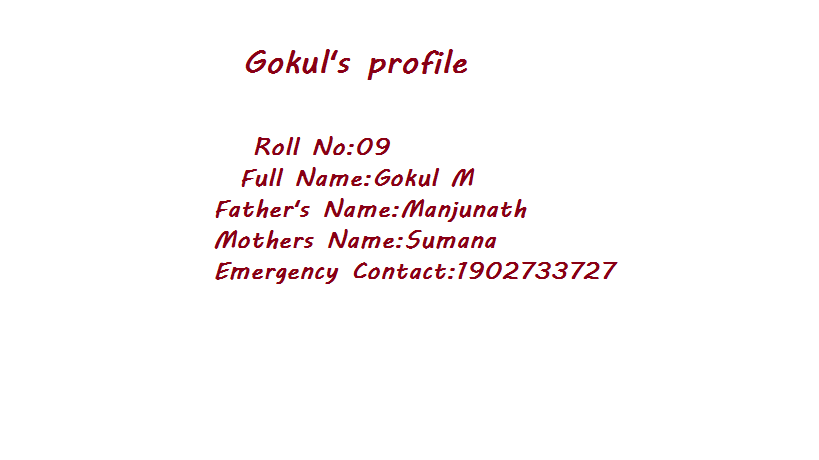 Gokul's profile
Roll No:09
Full Name:Gokul M
Father's Name:Manjunath
Mothers Name:Sumana
Emergency Contact:1902733727